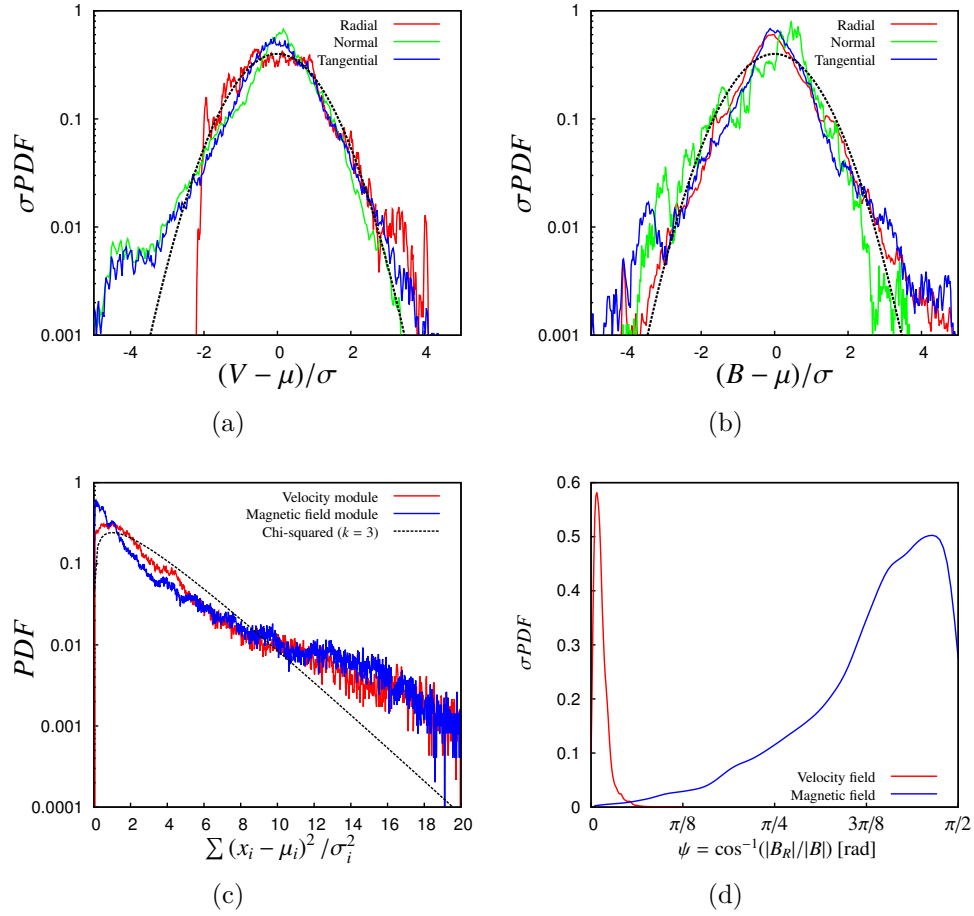 1
0.1
0.01
0.001
σPDF
Radial
Normal
Tangential
-4 -2 0 2 4
(V − μ)/σ
(a)
1
0.1
0.01
0.001
σPDF
Radial
Normal
Tangential
-4 -2 0 2 4
(B − μ)/σ
(b)
1
0.1
0.01
0.001
0.0001
PDF
Velocity module
Magnetic field module
Chi-squared (k = 3)
0 2 4 6 8 10 12 14 16 18 20
∑ (xᵢ − μᵢ)² /σᵢ²
(c)
0.6
0.5
0.4
0.3
0.2
0.1
0
σPDF
Velocity field
Magnetic field
0 π/8 π/4 3π/8 π/2
ψ = cos⁻¹(|B_R|/|B|) [rad]
(d)